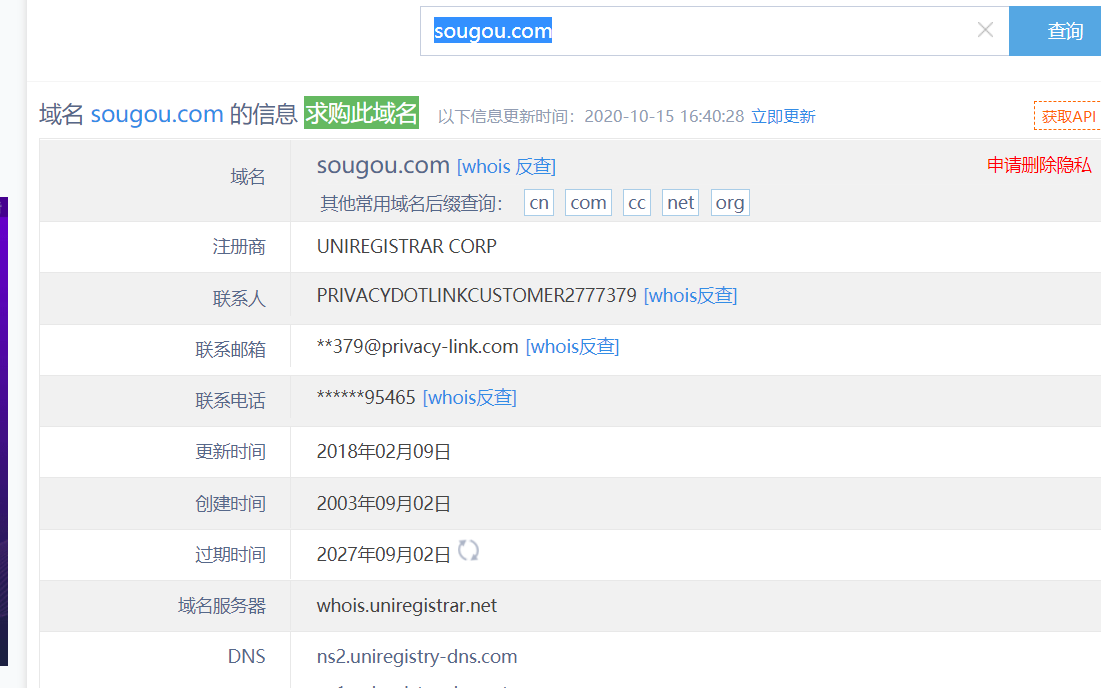 sougou.com
查询
域名 sougou.com 的信息 求购此域名 以下信息更新时间：2020-10-15 16:40:28 立即更新
获取API
域名
sougou.com [whois 反查]
申请删除隐私
其他常用域名后缀查询： cn com cc net org
注册商 UNIREGISTRAR CORP
联系人 PRIVACYDOTLINKCUSTOMER2777379 [whois反查]
联系邮箱 **379@privacy-link.com [whois反查]
联系电话 ******95465 [whois反查]
更新时间 2018年02月09日
创建时间 2003年09月02日
过期时间 2027年09月02日
域名服务器 whois.uniregistrar.net
DNS ns2.uniregistry-dns.com